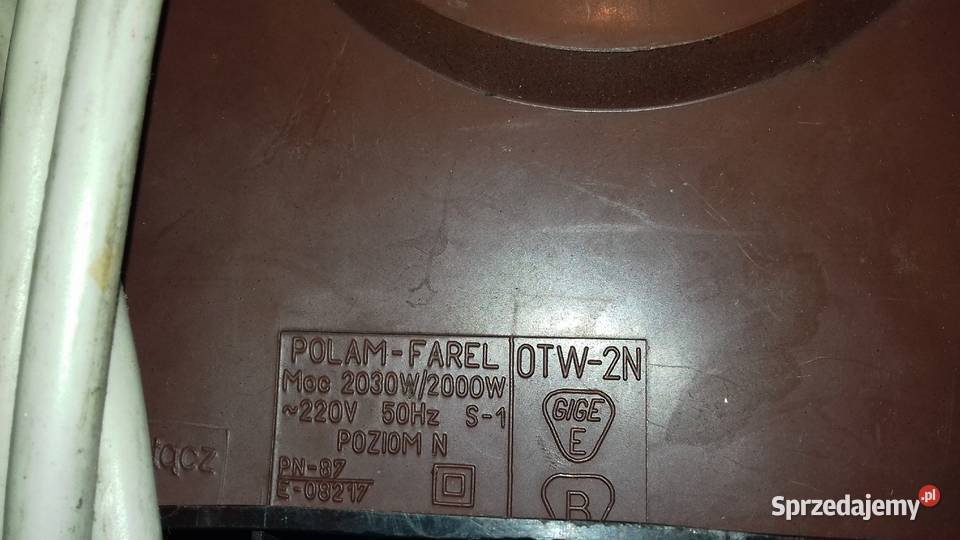 POLAM-FAREL
Moc 2030W/2000W
~220V 50Hz S-1
POZIOM N
PN-87
E-08217
OTW-2N
GIGE
E
B
łącz
Sprzedajemy.pl